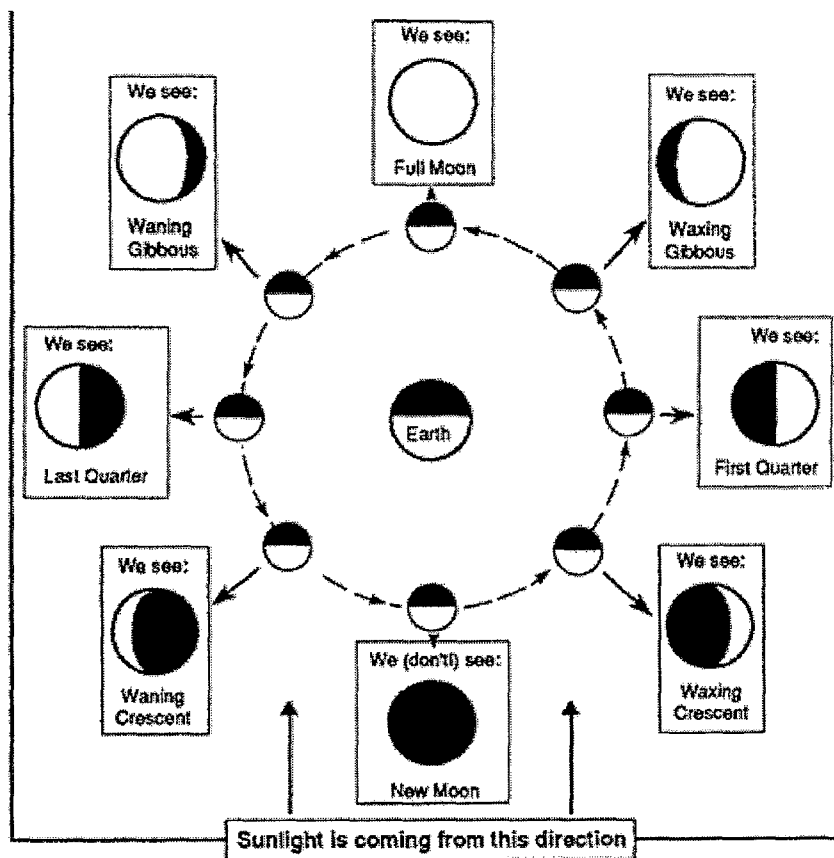 We see:
Full Moon
We see:
Waning
Gibbous
We see:
Waxing
Gibbous
We see:
Last Quarter
Earth
We see:
First Quarter
We see:
Waning
Crescent
We (don't!) see:
New Moon
We see:
Waxing
Crescent
Sunlight is coming from this direction